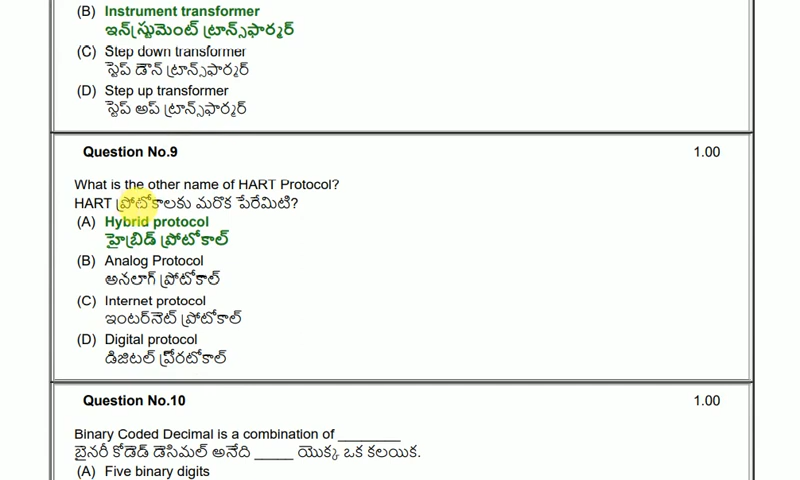 (B) Instrument transformer
ఇన్‌స్ట్రుమెంట్ ట్రాన్స్‌ఫార్మర్
(C) Step down transformer
స్టెప్ డౌన్ ట్రాన్స్‌ఫార్మర్
(D) Step up transformer
స్టెప్ అప్ ట్రాన్స్‌ఫార్మర్
Question No.9 1.00
What is the other name of HART Protocol?
HART ప్రోటోకాలకు మరొక పేరేమిటి?
(A) Hybrid protocol
హైబ్రిడ్ ప్రోటోకాల్
(B) Analog Protocol
అనలాగ్ ప్రోటోకాల్
(C) Internet protocol
ఇంటర్‌నెట్ ప్రోటోకాల్
(D) Digital protocol
డిజిటల్
Question No.10 1.00
Binary Coded Decimal is a combination of ________
బైనరీ కోడెడ్ డెసిమల్ అనేది _____ యొక్క ఒక కలయిక.
(A) Five binary digits